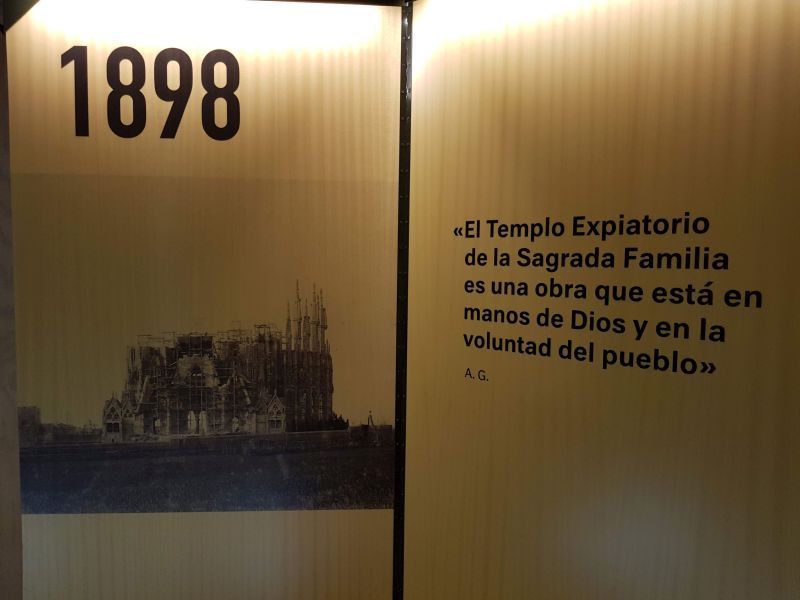 1898
«El Templo Expiatorio
de la Sagrada Familia
es una obra que está en
manos de Dios y en la
voluntad del pueblo»
A. G.